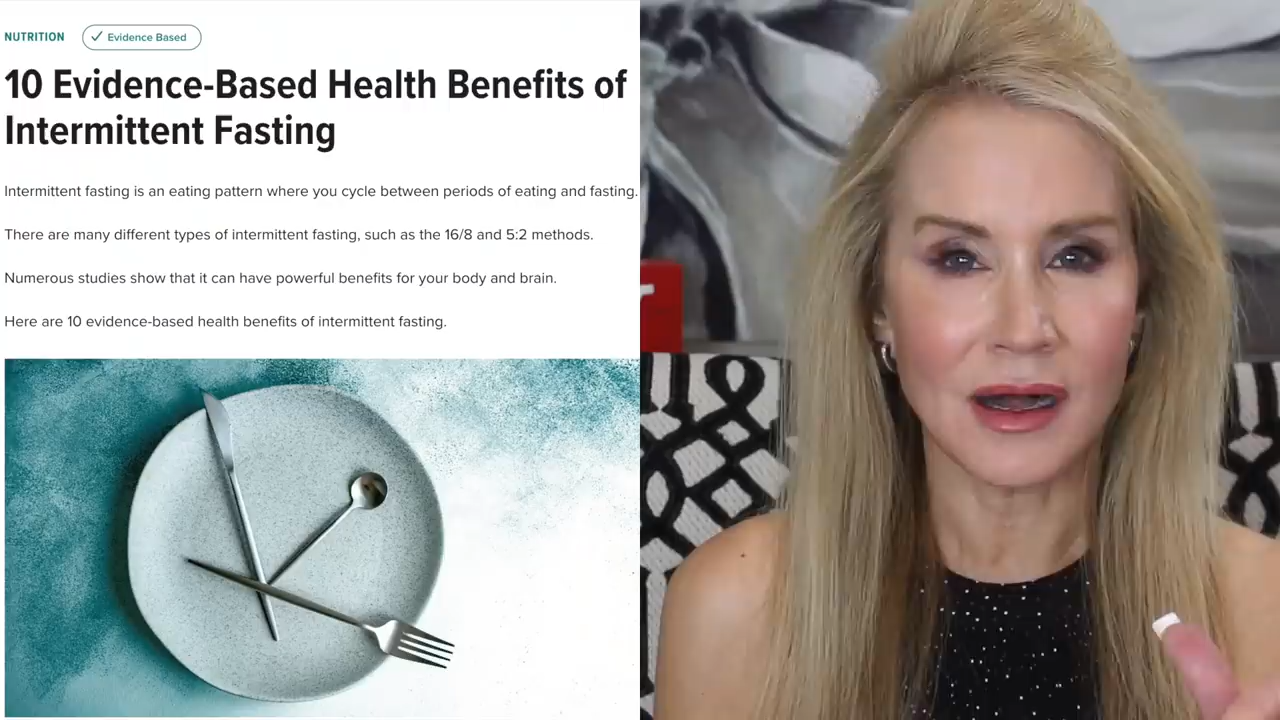 NUTRITION
Evidence Based
10 Evidence-Based Health Benefits of
Intermittent Fasting
Intermittent fasting is an eating pattern where you cycle between periods of eating and fasting.
There are many different types of intermittent fasting, such as the 16/8 and 5:2 methods.
Numerous studies show that it can have powerful benefits for your body and brain.
Here are 10 evidence-based health benefits of intermittent fasting.